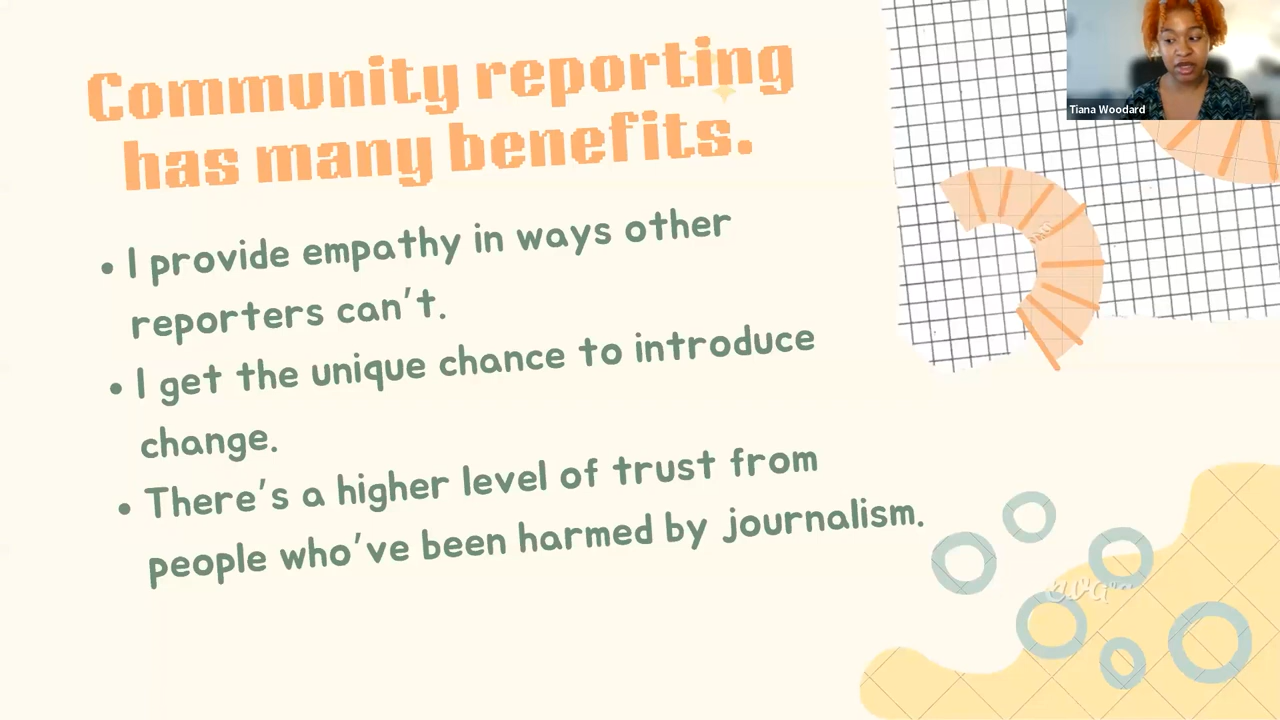 Community reporting
has many benefits.
• I provide empathy in ways other
reporters can't.
• I get the unique chance to introduce
change.
• There's a higher level of trust from
people who've been harmed by journalism.
Tiana Woodard